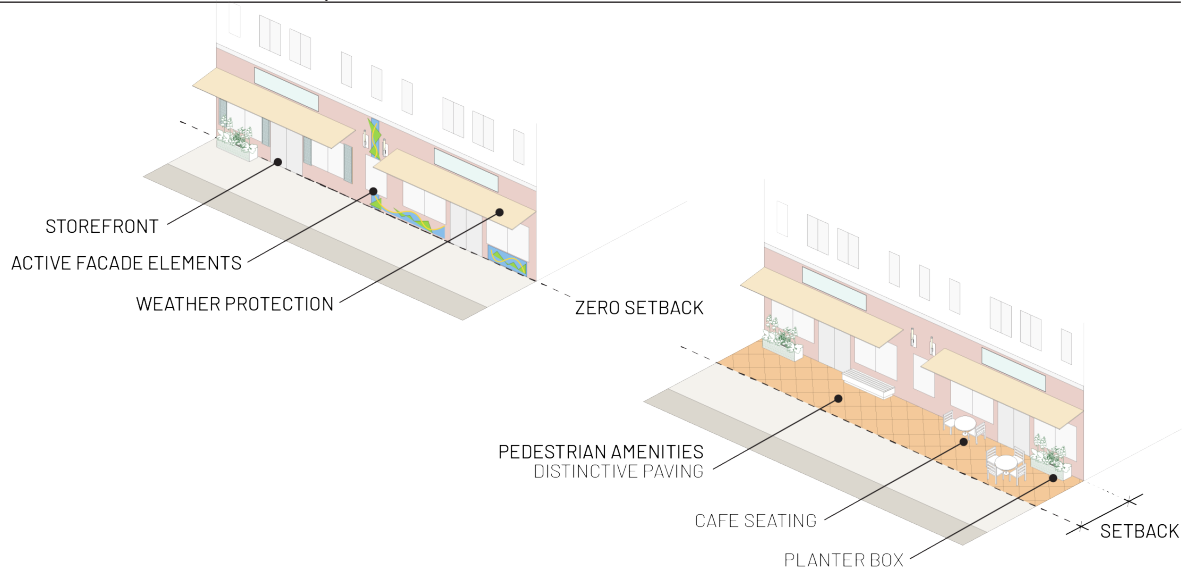 STOREFRONT
ACTIVE FACADE ELEMENTS
WEATHER PROTECTION
ZERO SETBACK
PEDESTRIAN AMENITIES
DISTINCTIVE PAVING
CAFE SEATING
PLANTER BOX
SETBACK